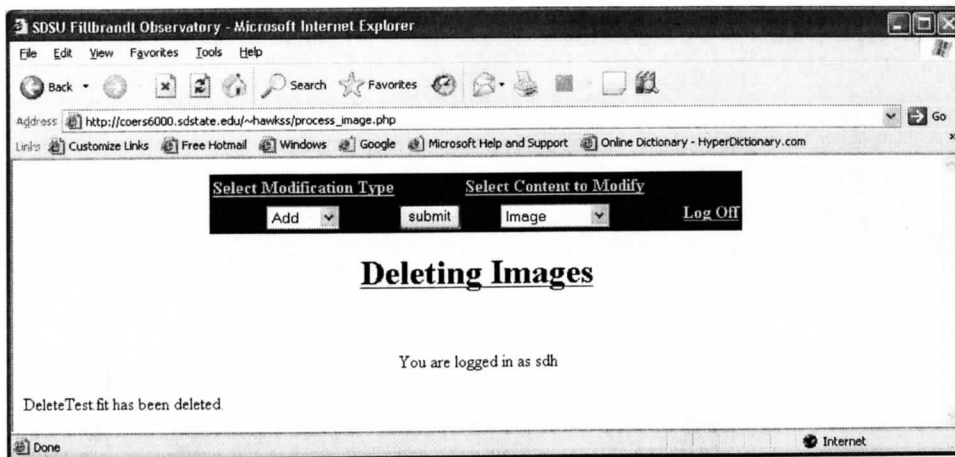 SDSU Fillbrandt Observatory - Microsoft Internet Explorer
File Edit View Favorites Tools Help
Back Search Favorites
Address http://coers6000.sdstate.edu/~hawkss/process_image.php Go
Links Customize Links Free Hotmail Windows Google Microsoft Help and Support Online Dictionary - HyperDictionary.com »
Select Modification Type Select Content to Modify
Add submit Image Log Off
Deleting Images
You are logged in as sdh
DeleteTest.fit has been deleted.
Done Internet